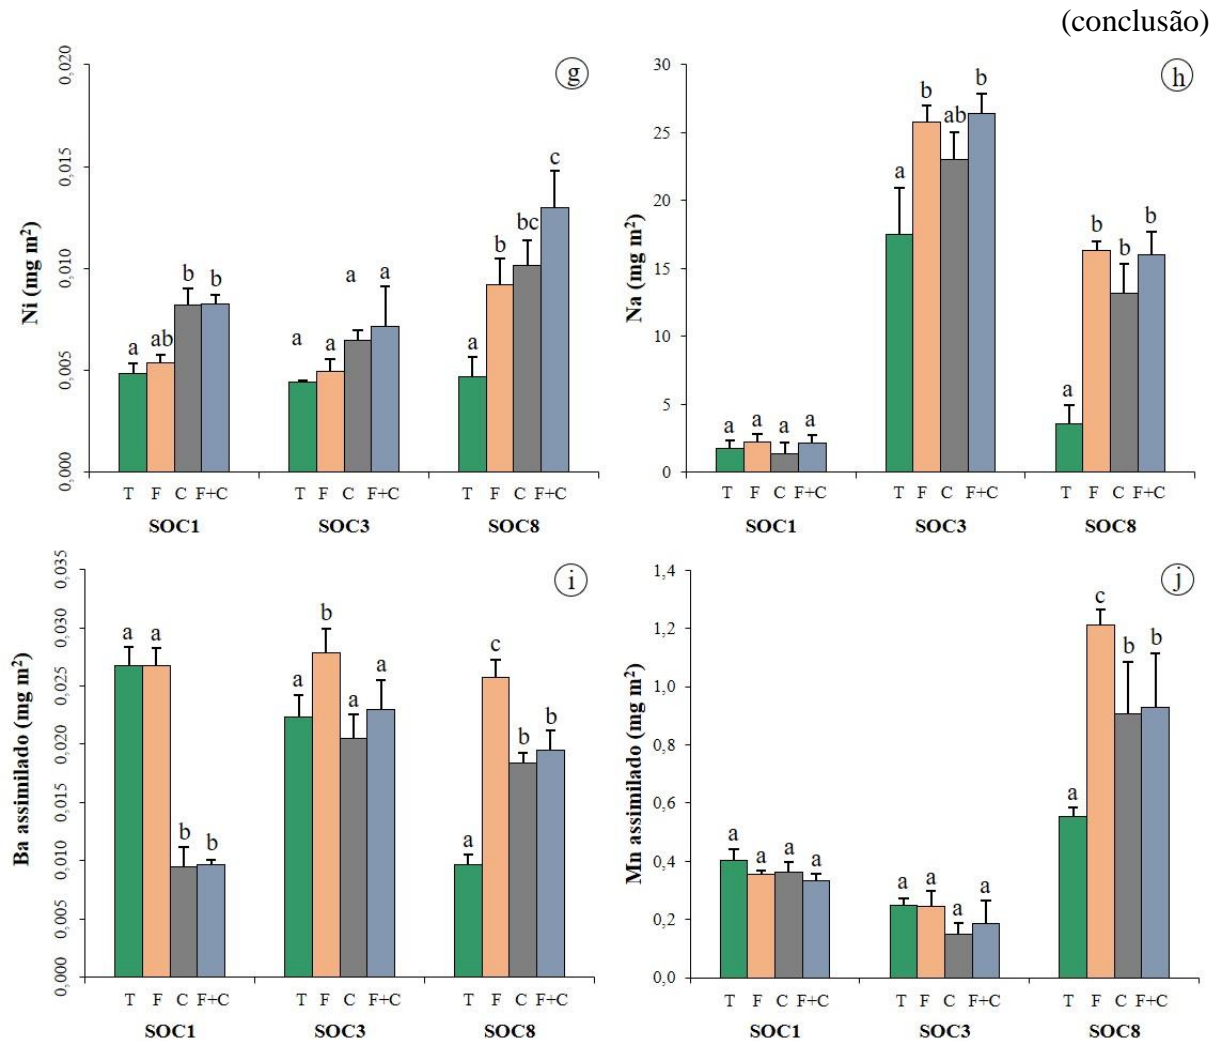 (conclusão)
g
Ni (mg m²)
0,020
0,015
0,010
0,005
0,000
a ab b b
a a a a
a b bc c
T F C F+C T F C F+C T F C F+C
SOC1 SOC3 SOC8
h
Na (mg m²)
30
25
20
15
10
5
0
a a a a
a b ab b
a b b b
T F C F+C T F C F+C T F C F+C
SOC1 SOC3 SOC8
i
Ba assimilado (mg m²)
0,035
0,030
0,025
0,020
0,015
0,010
0,005
0,000
a a b b
a b a a
a c b b
T F C F+C T F C F+C T F C F+C
SOC1 SOC3 SOC8
j
Mn assimilado (mg m²)
1,4
1,2
1,0
0,8
0,6
0,4
0,2
0,0
a a a a
a a a a
a c b b
T F C F+C T F C F+C T F C F+C
SOC1 SOC3 SOC8